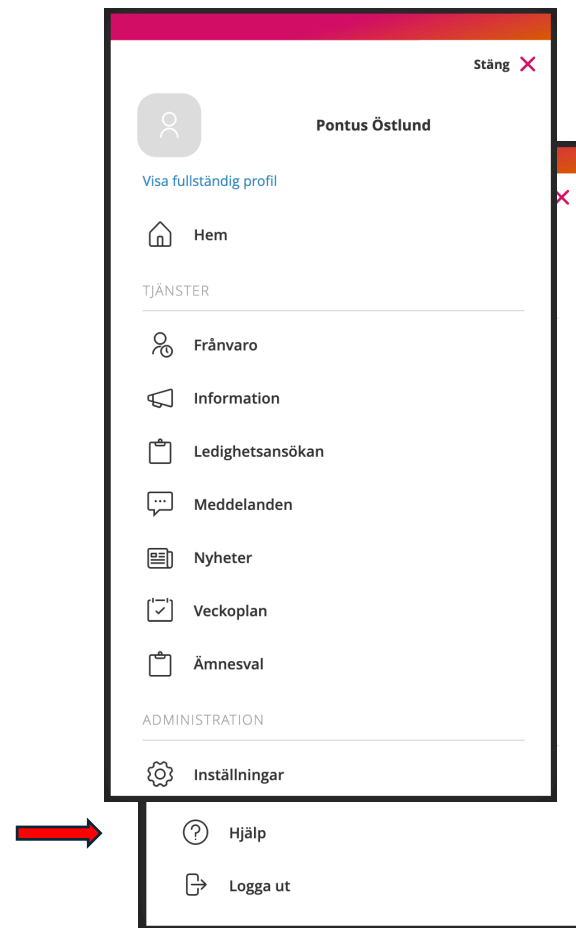 Stäng
Pontus Östlund
Visa fullständig profil
Hem
TJÄNSTER
Frånvaro
Information
Ledighetsansökan
Meddelanden
Nyheter
Veckoplan
Ämnesval
ADMINISTRATION
Inställningar
Hjälp
Logga ut